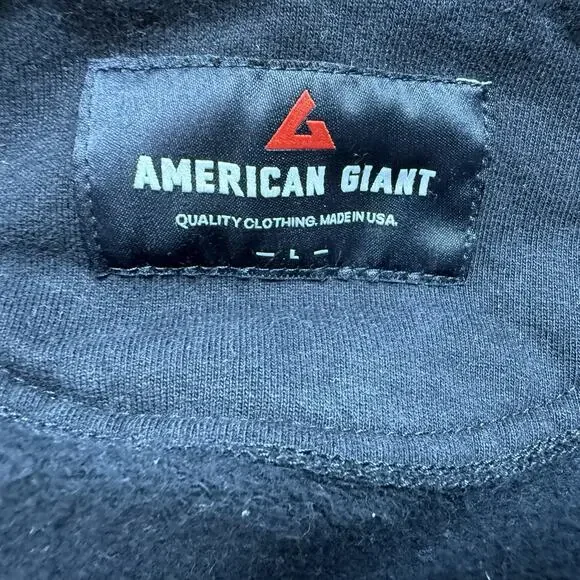 AMERICAN GIANT
QUALITY CLOTHING. MADE IN USA.
- L -